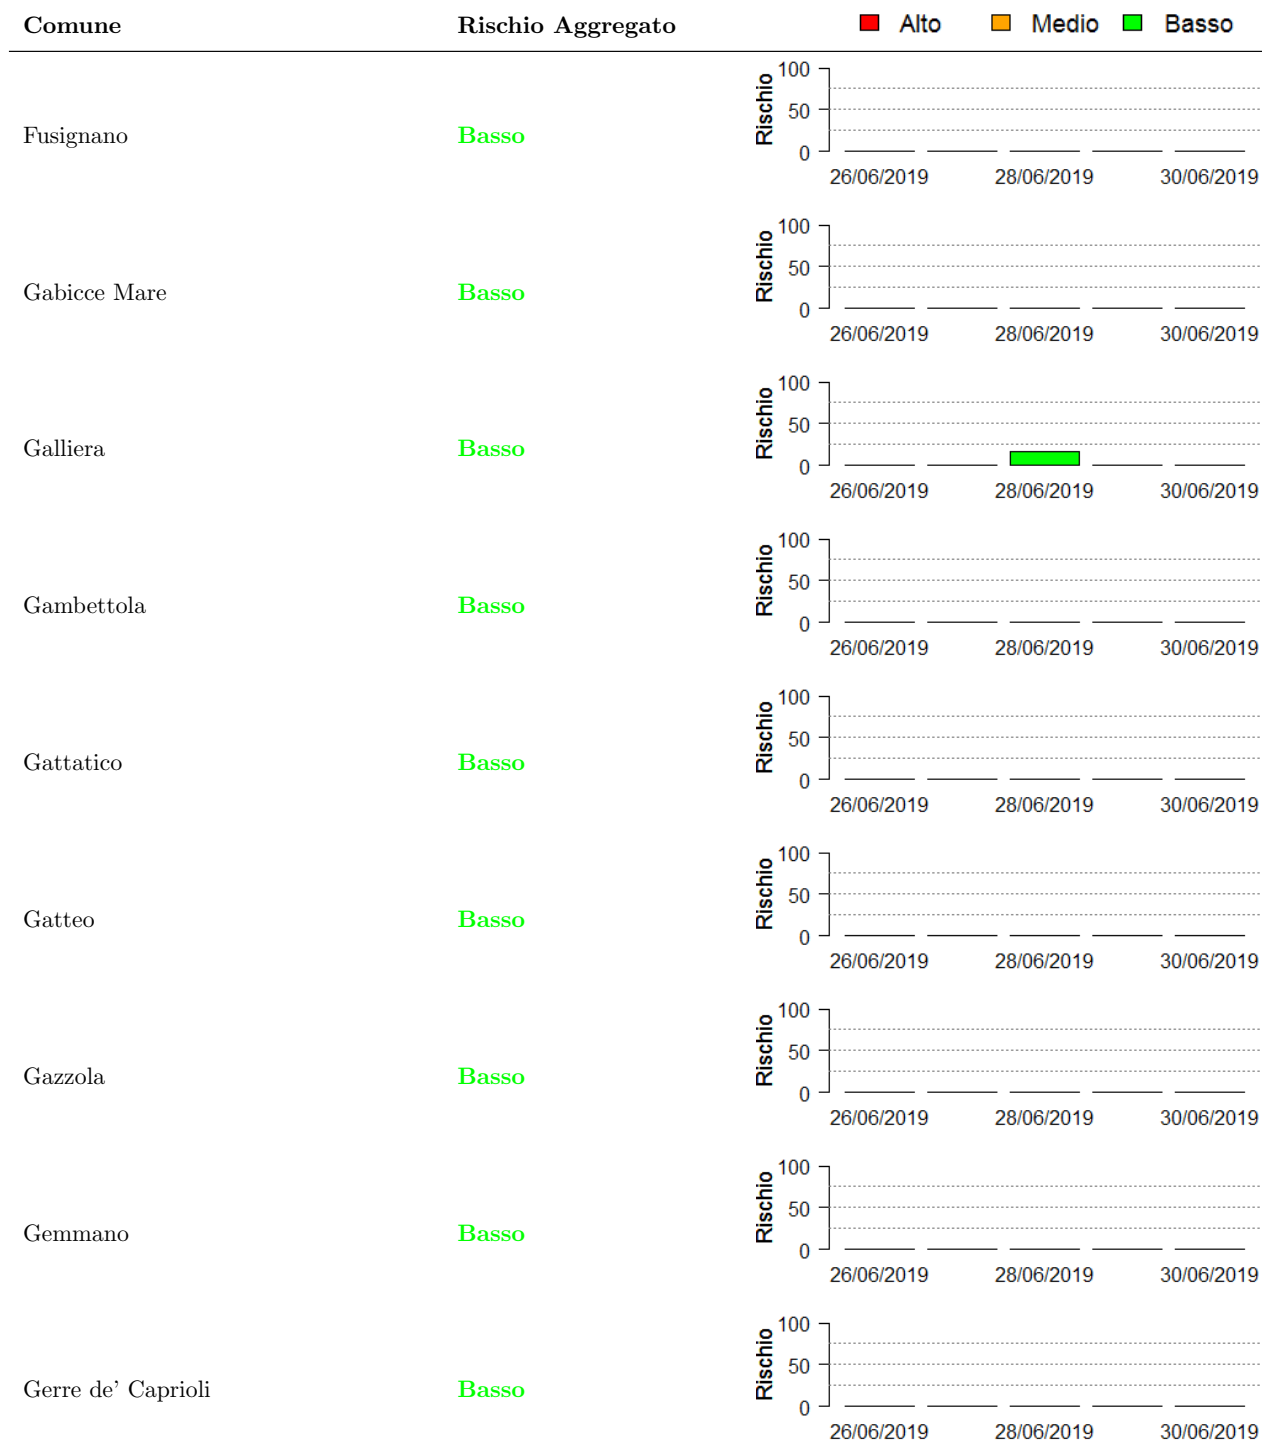 Comune Rischio Aggregato Alto Medio Basso
100
50
0
Rischio
Fusignano Basso
26/06/2019 28/06/2019 30/06/2019
100
50
0
Rischio
Gabicce Mare Basso
26/06/2019 28/06/2019 30/06/2019
100
50
0
Rischio
Galliera Basso
26/06/2019 28/06/2019 30/06/2019
100
50
0
Rischio
Gambettola Basso
26/06/2019 28/06/2019 30/06/2019
100
50
0
Rischio
Gattatico Basso
26/06/2019 28/06/2019 30/06/2019
100
50
0
Rischio
Gatteo Basso
26/06/2019 28/06/2019 30/06/2019
100
50
0
Rischio
Gazzola Basso
26/06/2019 28/06/2019 30/06/2019
100
50
0
Rischio
Gemmano Basso
26/06/2019 28/06/2019 30/06/2019
100
50
0
Rischio
Gerre de' Caprioli Basso
26/06/2019 28/06/2019 30/06/2019